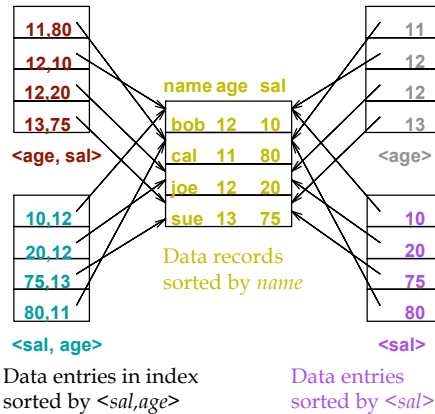 11,80
12,10
12,20
13,75
<age, sal>
10,12
20,12
75,13
80,11
<sal, age>
Data entries in index
sorted by <sal,age>
name age sal
bob 12 10
cal 11 80
joe 12 20
sue 13 75
Data records
sorted by name
11
12
12
13
<age>
10
20
75
80
<sal>
Data entries
sorted by <sal>